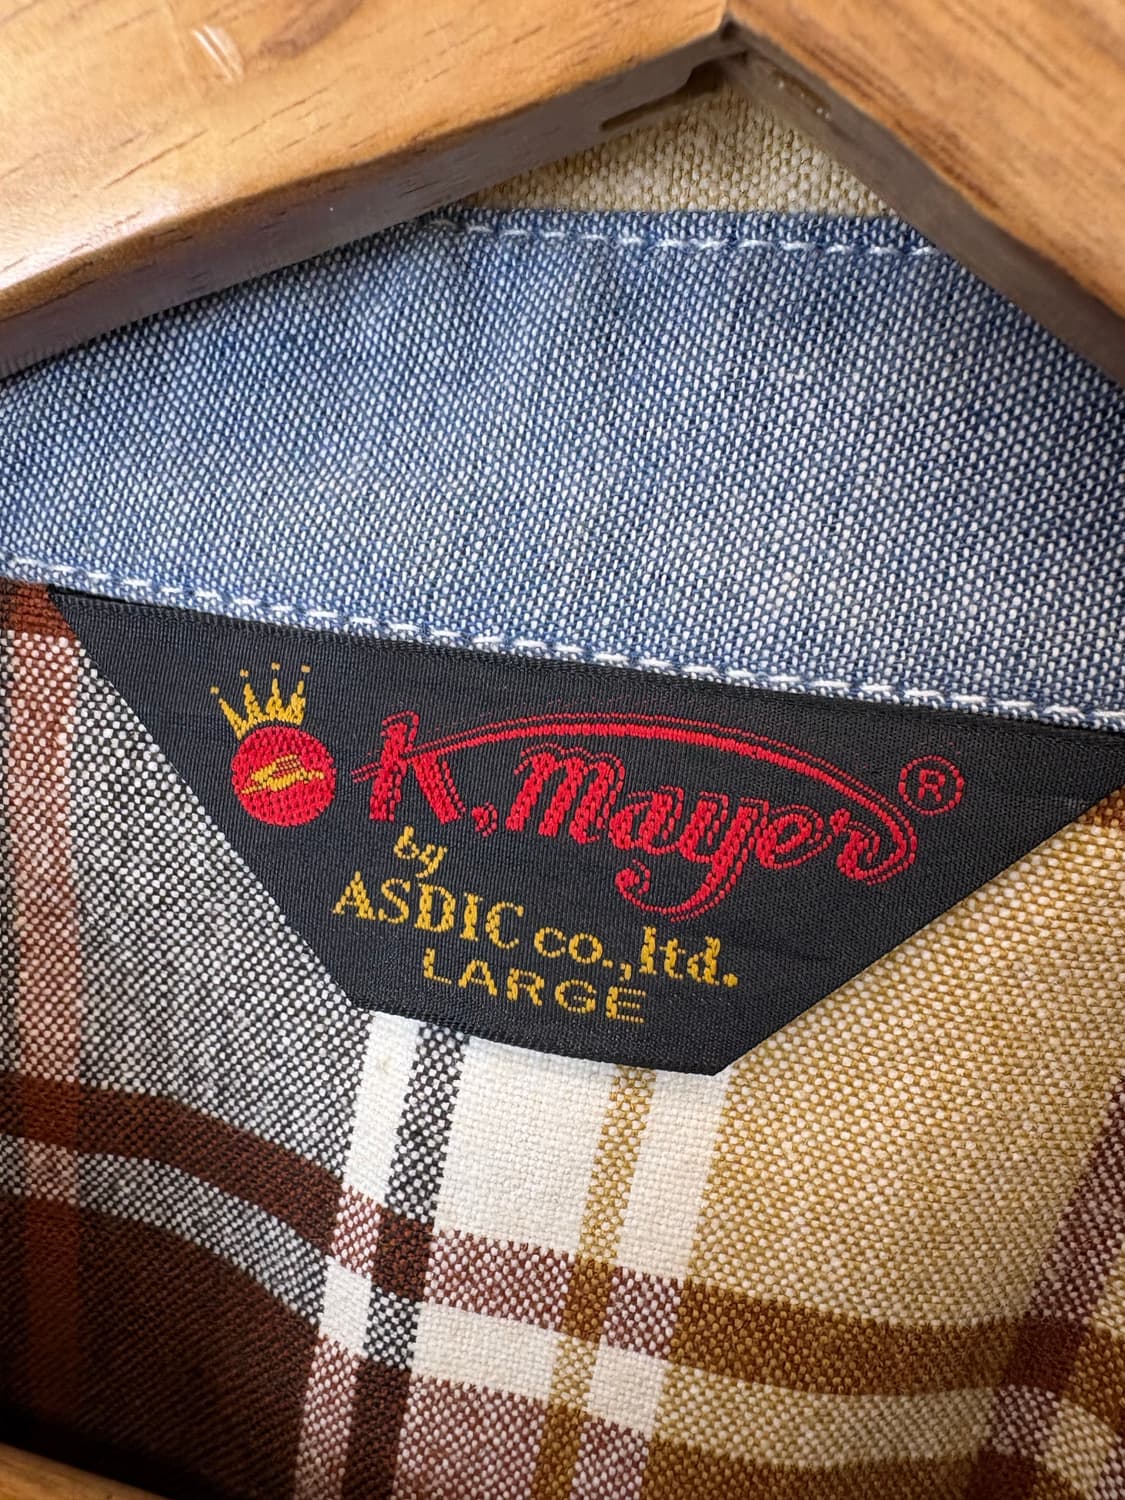 K.Mayer ®
by
ASDIC co.,ltd.
LARGE